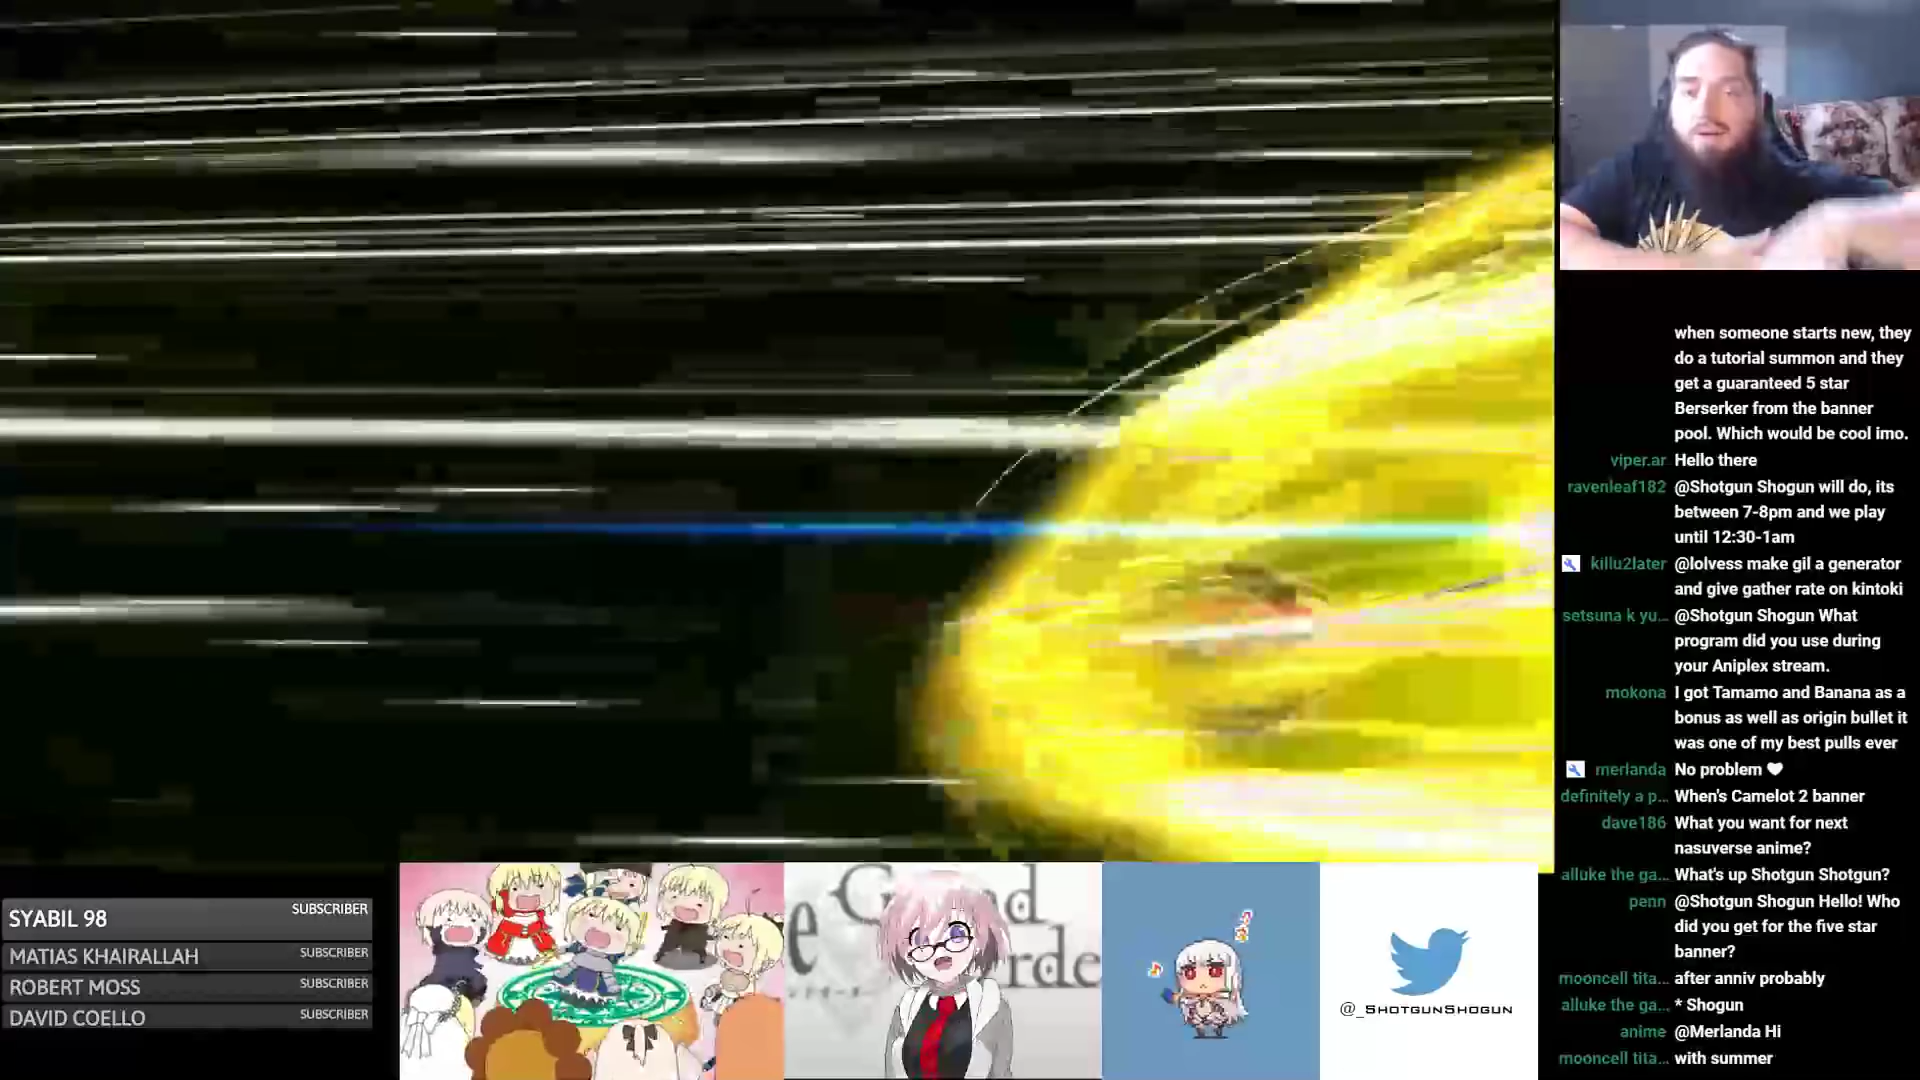 when someone starts new, they
do a tutorial summon and they
get a guaranteed 5 star
Berserker from the banner
pool. Which would be cool imo.
viper.ar Hello there
ravenleaf182 @Shotgun Shogun will do, its
between 7-8pm and we play
until 12:30-1am
killu2later @lolvess make gil a generator
and give gather rate on kintoki
setsuna k yu... @Shotgun Shogun What
program did you use during
your Aniplex stream.
mokona I got Tamamo and Banana as a
bonus as well as origin bullet it
was one of my best pulls ever
merlanda No problem ♥
definitely a p... When's Camelot 2 banner
dave186 What you want for next
nasuverse anime?
alluke the ga... What's up Shotgun Shotgun?
penn @Shotgun Shogun Hello! Who
did you get for the five star
banner?
mooncell tita... after anniv probably
alluke the ga... * Shogun
anime @Merlanda Hi
mooncell tita... with summer
SYABIL 98 SUBSCRIBER
MATIAS KHAIRALLAH SUBSCRIBER
ROBERT MOSS SUBSCRIBER
DAVID COELLO SUBSCRIBER
e Grand
rde
@_ShotgunShogun